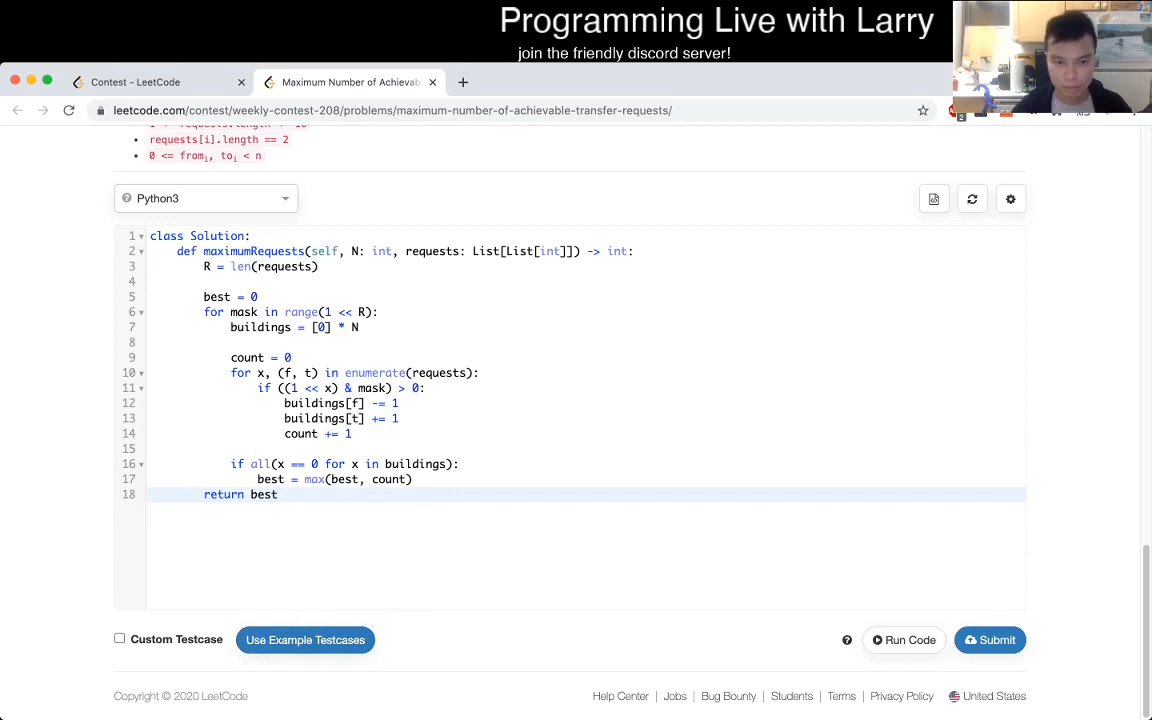 Programming Live with Larry
join the friendly discord server!
Contest - LeetCode
Maximum Number of Achievab
leetcode.com/contest/weekly-contest-208/problems/maximum-number-of-achievable-transfer-requests/
2
requests[i].length == 2
0 <= fromi, toi < n
Python3
1 class Solution:
2 def maximumRequests(self, N: int, requests: List[List[int]]) -> int:
3 R = len(requests)
4
5 best = 0
6 for mask in range(1 << R):
7 buildings = [0] * N
8
9 count = 0
10 for x, (f, t) in enumerate(requests):
11 if ((1 << x) & mask) > 0:
12 buildings[f] -= 1
13 buildings[t] += 1
14 count += 1
15
16 if all(x == 0 for x in buildings):
17 best = max(best, count)
18 return best
Custom Testcase Use Example Testcases Run Code Submit
Copyright © 2020 LeetCode Help Center | Jobs | Bug Bounty | Students | Terms | Privacy Policy United States